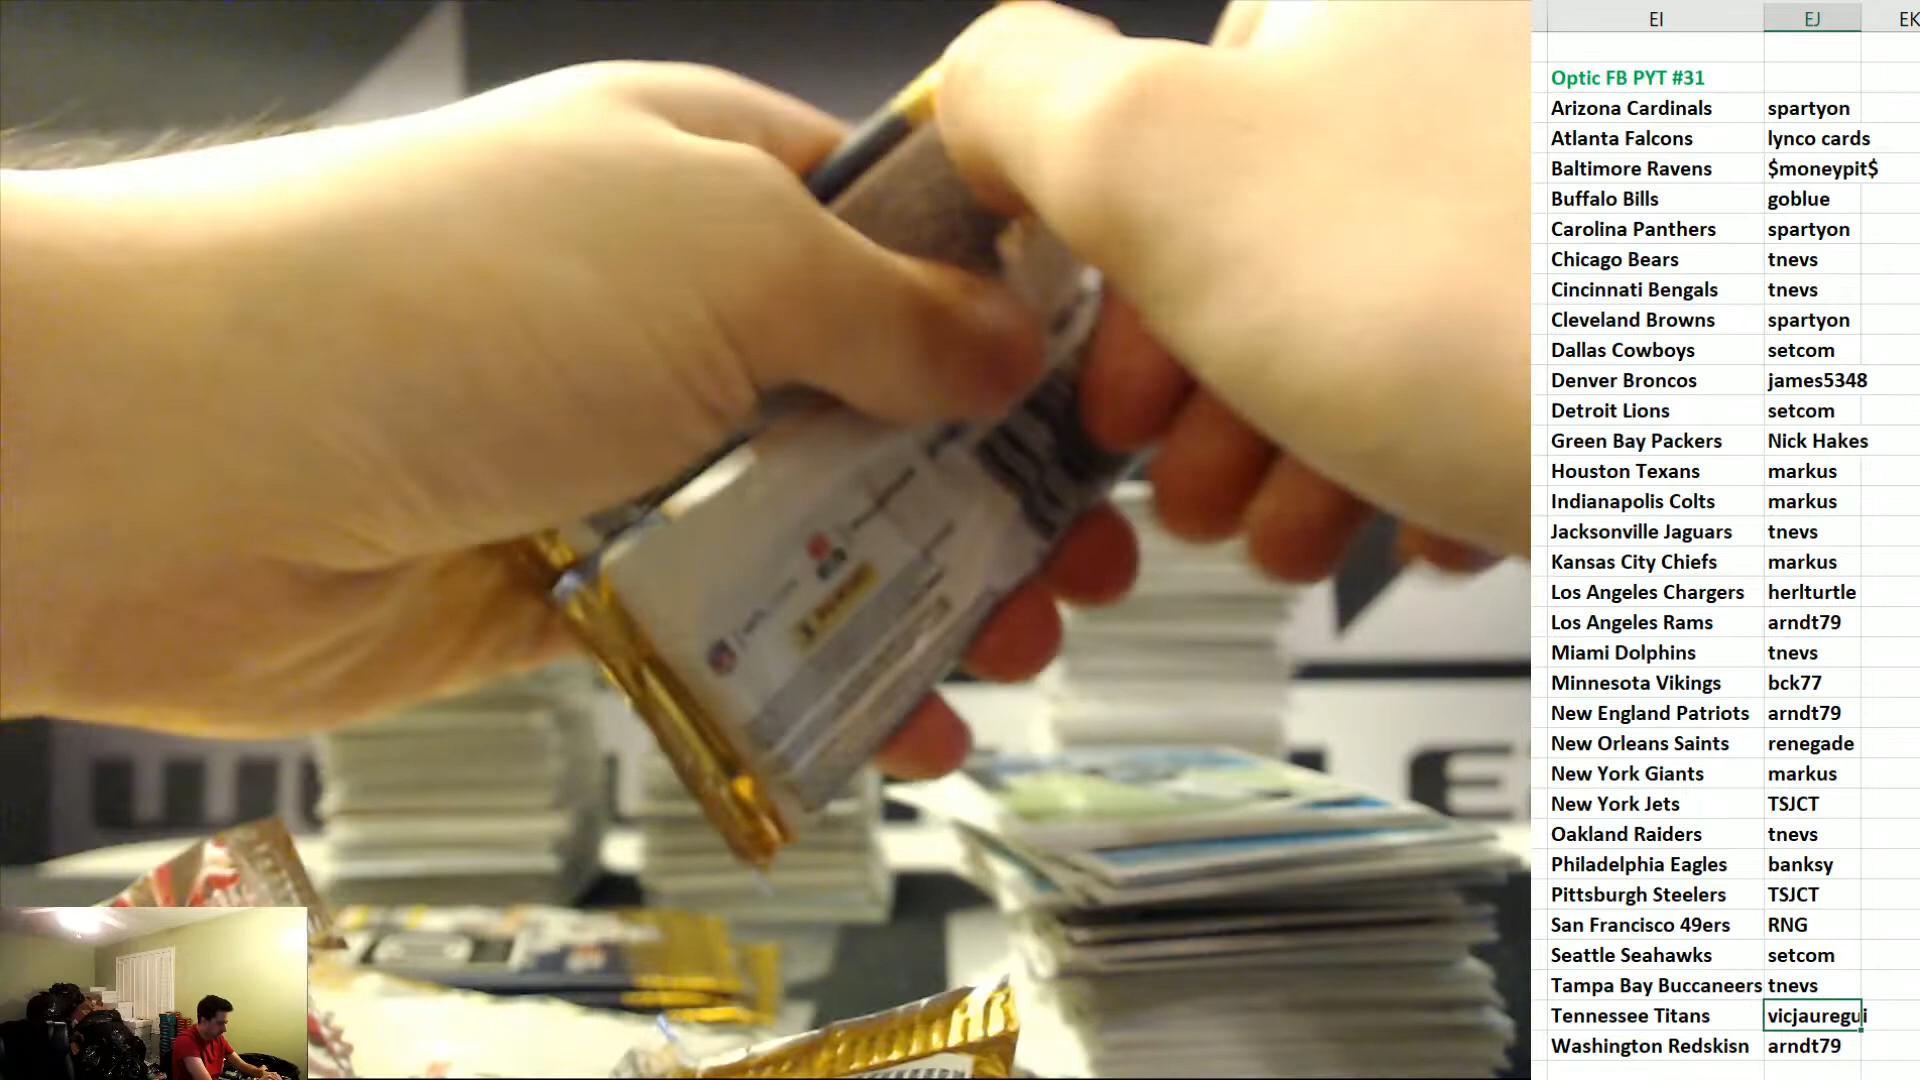 EI EJ EK
Optic FB PYT #31
Arizona Cardinals spartyon
Atlanta Falcons lynco cards
Baltimore Ravens $moneypit$
Buffalo Bills goblue
Carolina Panthers spartyon
Chicago Bears tnevs
Cincinnati Bengals tnevs
Cleveland Browns spartyon
Dallas Cowboys setcom
Denver Broncos james5348
Detroit Lions setcom
Green Bay Packers Nick Hakes
Houston Texans markus
Indianapolis Colts markus
Jacksonville Jaguars tnevs
Kansas City Chiefs markus
Los Angeles Chargers herlturtle
Los Angeles Rams arndt79
Miami Dolphins tnevs
Minnesota Vikings bck77
New England Patriots arndt79
New Orleans Saints renegade
New York Giants markus
New York Jets TSJCT
Oakland Raiders tnevs
Philadelphia Eagles banksy
Pittsburgh Steelers TSJCT
San Francisco 49ers RNG
Seattle Seahawks setcom
Tampa Bay Buccaneers tnevs
Tennessee Titans vicjauregui
Washington Redskisn arndt79